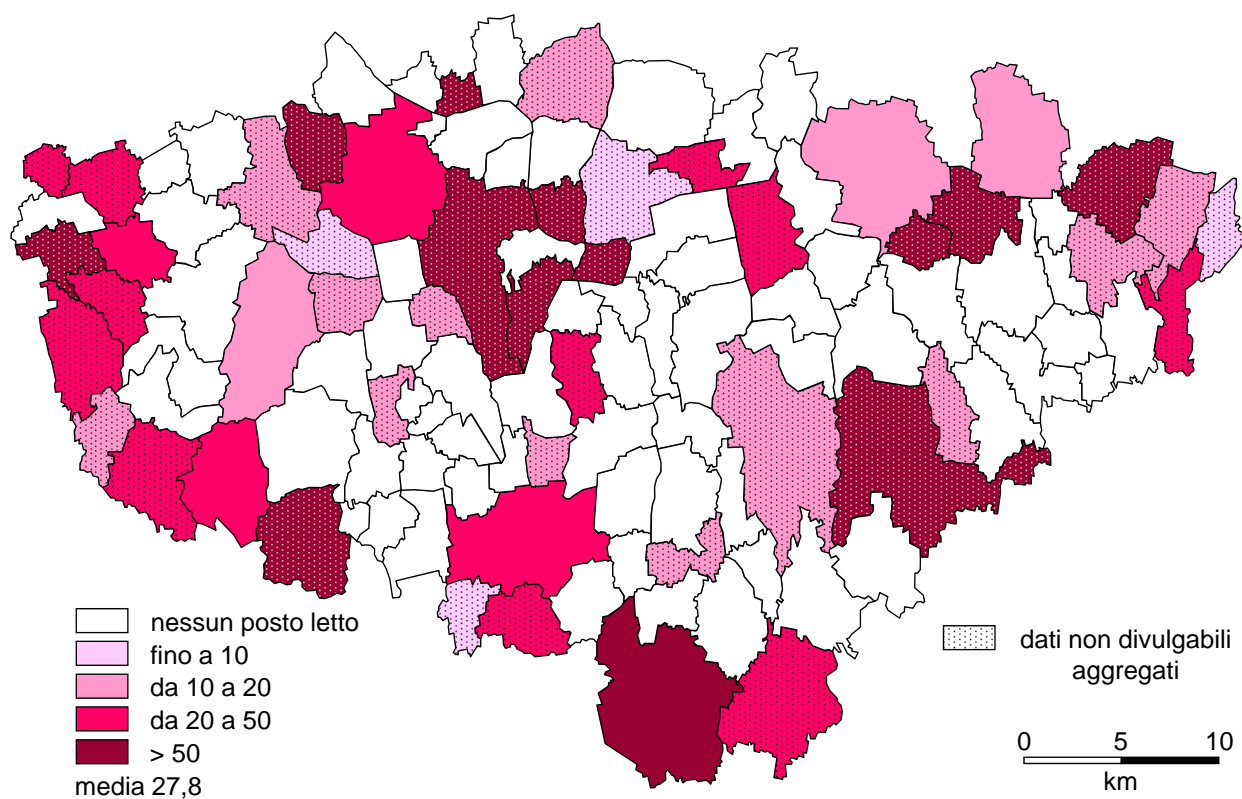 nessun posto letto
fino a 10
da 10 a 20
da 20 a 50
> 50
media 27,8
dati non divulgabili
aggregati
0 5 10
km